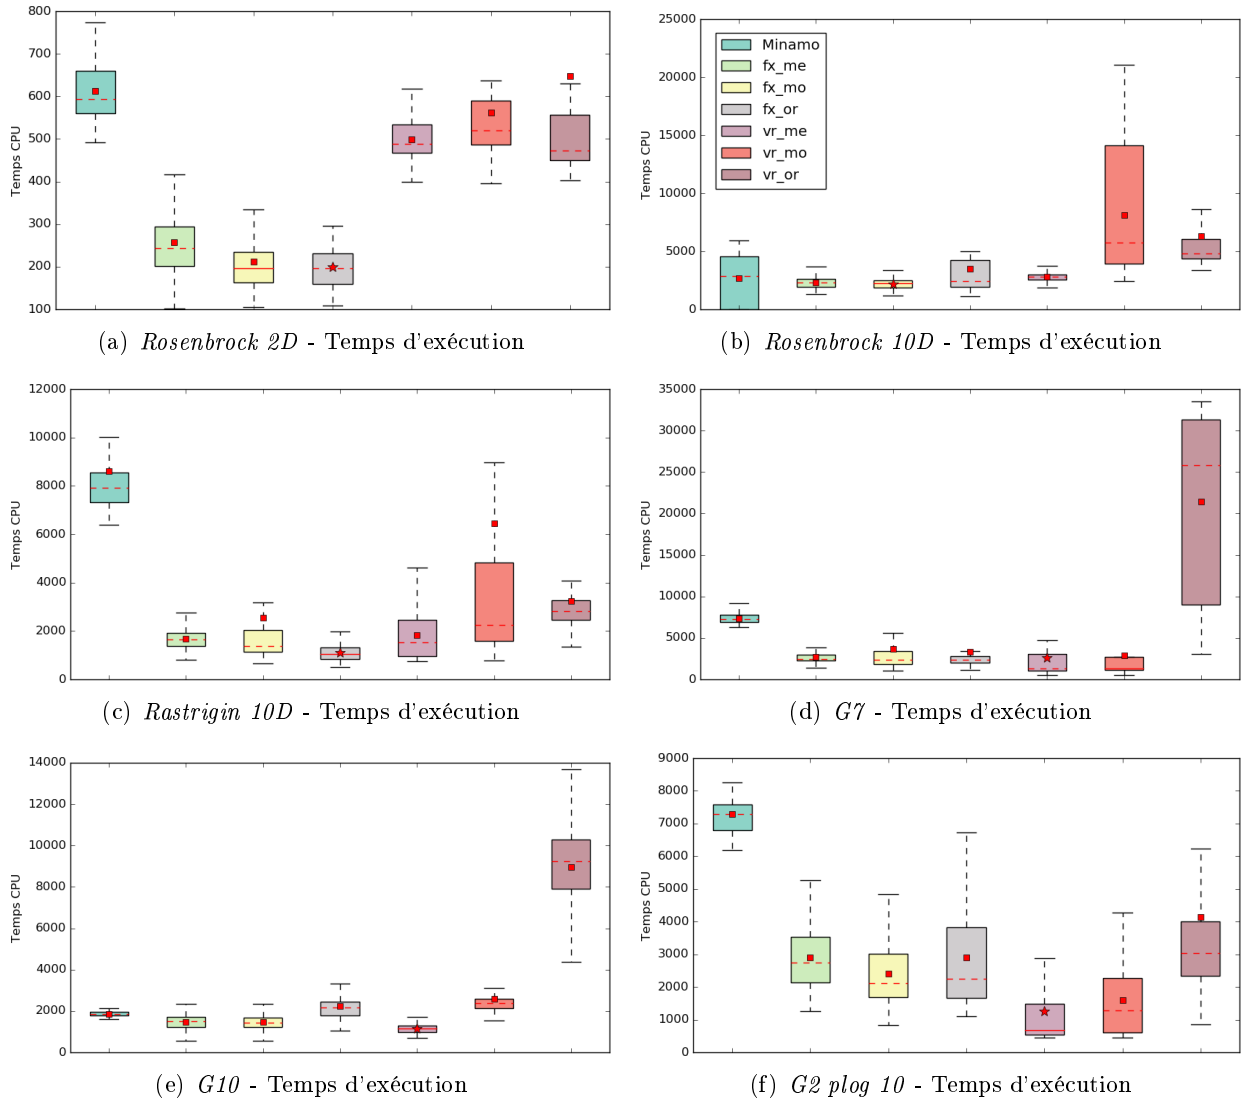 800
700
600
500
400
300
200
100
Temps CPU
(a) Rosenbrock 2D - Temps d'exécution
25000
20000
15000
10000
5000
0
Temps CPU
Minamo
fx_me
fx_mo
fx_or
vr_me
vr_mo
vr_or
(b) Rosenbrock 10D - Temps d'exécution
12000
10000
8000
6000
4000
2000
0
Temps CPU
(c) Rastrigin 10D - Temps d'exécution
35000
30000
25000
20000
15000
10000
5000
0
Temps CPU
(d) G7 - Temps d'exécution
14000
12000
10000
8000
6000
4000
2000
0
Temps CPU
(e) G10 - Temps d'exécution
9000
8000
7000
6000
5000
4000
3000
2000
1000
0
Temps CPU
(f) G2 plog 10 - Temps d'exécution